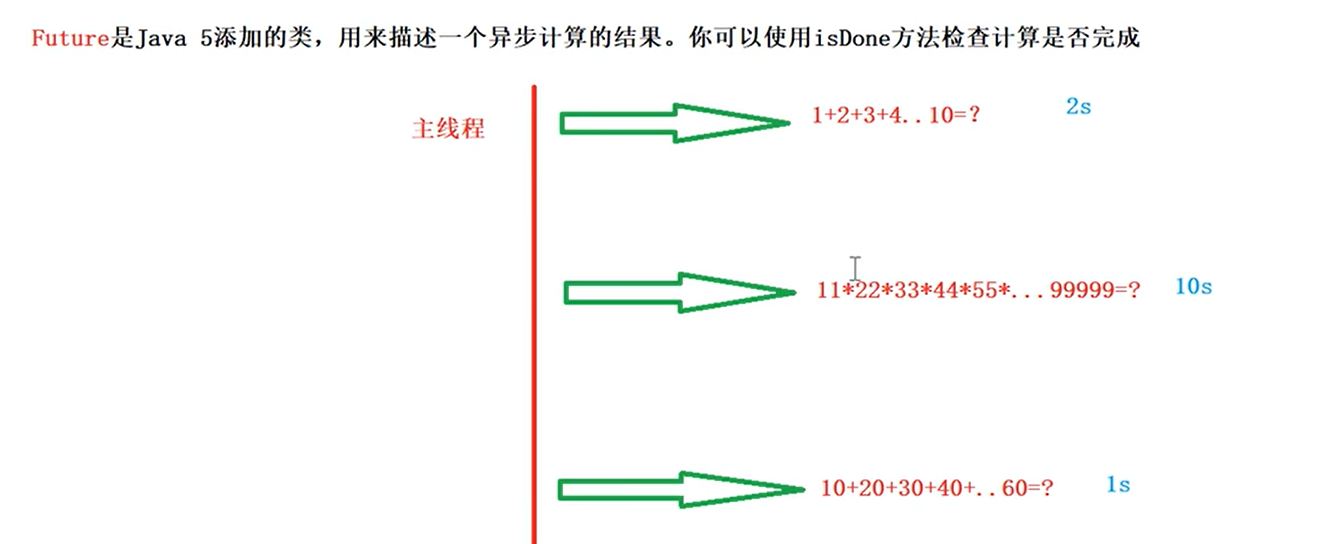 Future是Java 5添加的类，用来描述一个异步计算的结果。你可以使用isDone方法检查计算是否完成
主线程
1+2+3+4..10=? 2s
11*22*33*44*55*...99999=? 10s
10+20+30+40+..60=? 1s